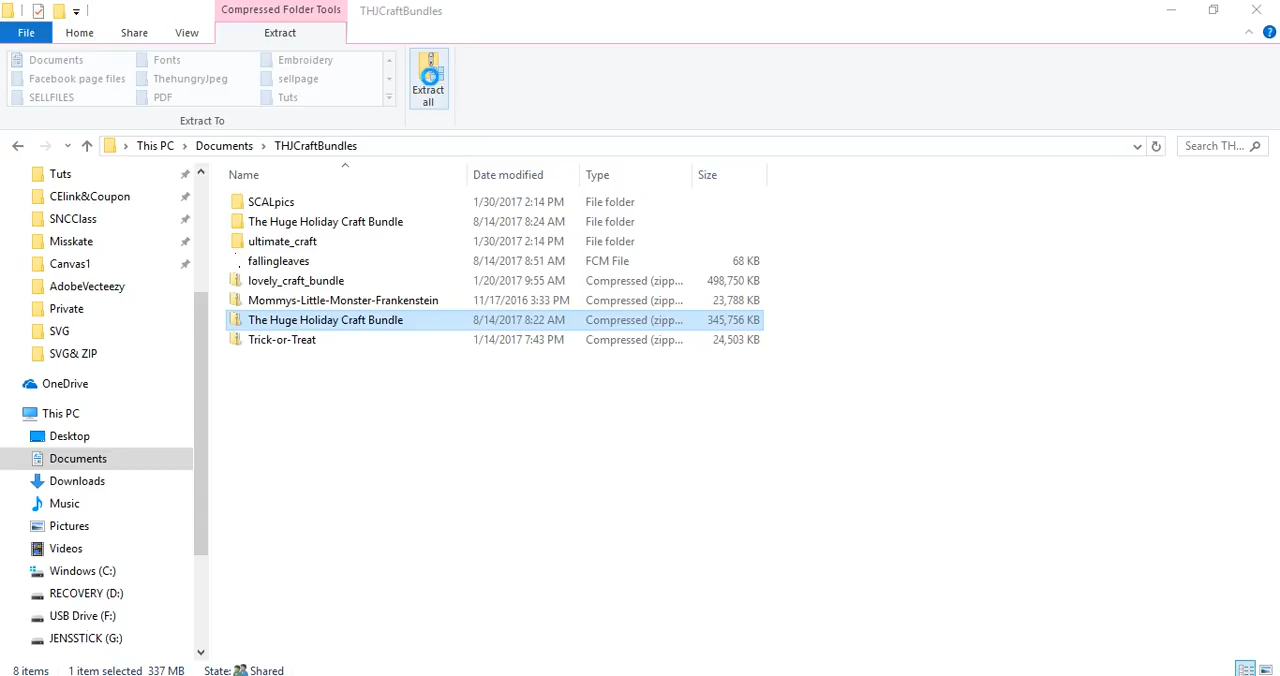 Compressed Folder Tools THJCraftBundles
File Home Share View Extract
Documents Fonts Embroidery
Facebook page files ThehungryJpeg sellpage
SELLFILES PDF Tuts
Extract all
Extract To
This PC > Documents > THJCraftBundles Search TH...
Name Date modified Type Size
Tuts
CElink&Coupon
SNCClass
Misskate
Canvas1
AdobeVecteezy
Private
SVG
SVG& ZIP
OneDrive
This PC
Desktop
Documents
Downloads
Music
Pictures
Videos
Windows (C:)
RECOVERY (D:)
USB Drive (F:)
JENSSTICK (G:)
SCALpics 1/30/2017 2:14 PM File folder
The Huge Holiday Craft Bundle 8/14/2017 8:24 AM File folder
ultimate_craft 1/30/2017 2:14 PM File folder
fallingleaves 8/14/2017 8:51 AM FCM File 68 KB
lovely_craft_bundle 1/20/2017 9:55 AM Compressed (zipp... 498,750 KB
Mommys-Little-Monster-Frankenstein 11/17/2016 3:33 PM Compressed (zipp... 23,788 KB
The Huge Holiday Craft Bundle 8/14/2017 8:22 AM Compressed (zipp... 345,756 KB
Trick-or-Treat 1/14/2017 7:43 PM Compressed (zipp... 24,503 KB
8 items 1 item selected 337 MB State: Shared